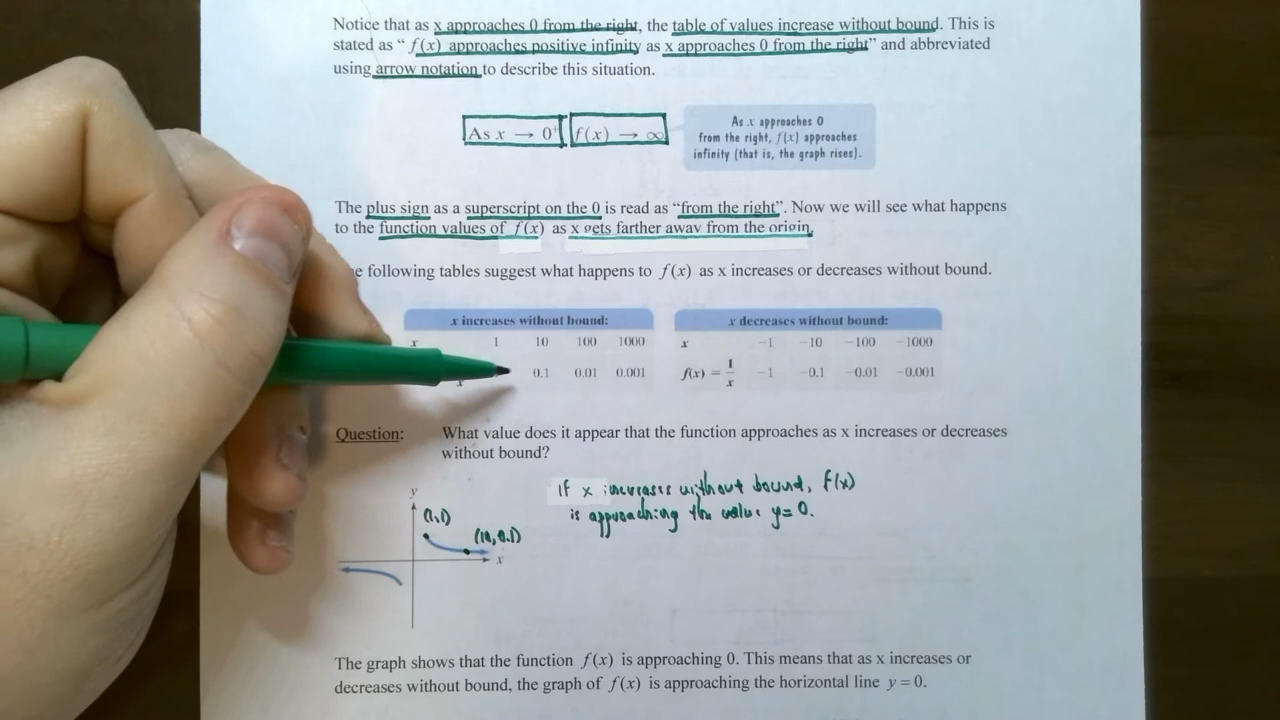 Notice that as x approaches 0 from the right, the table of values increase without bound. This is
stated as “ f(x) approaches positive infinity as x approaches 0 from the right” and abbreviated
using arrow notation to describe this situation.
As x → 0⁺ f(x) → ∞
As x approaches 0
from the right, f(x) approaches
infinity (that is, the graph rises).
The plus sign as a superscript on the 0 is read as “from the right”. Now we will see what happens
to the function values of f(x) as x gets farther away from the origin.
following tables suggest what happens to f(x) as x increases or decreases without bound.
x increases without bound:
x 1 10 100 1000
x 0.1 0.01 0.001
x decreases without bound:
x −1 −10 −100 −1000
f(x) = 1/x −1 −0.1 −0.01 −0.001
Question: What value does it appear that the function approaches as x increases or decreases
without bound?
If x increases without bound, f(x)
is approaching the value y=0.
y
(1,1)
(10,0.1)
x
The graph shows that the function f(x) is approaching 0. This means that as x increases or
decreases without bound, the graph of f(x) is approaching the horizontal line y = 0.